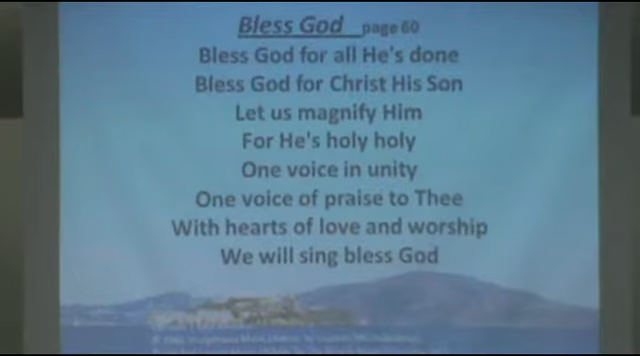 Bless God page 60
Bless God for all He's done
Bless God for Christ His Son
Let us magnify Him
For He's holy holy
One voice in unity
One voice of praise to Thee
With hearts of love and worship
We will sing bless God